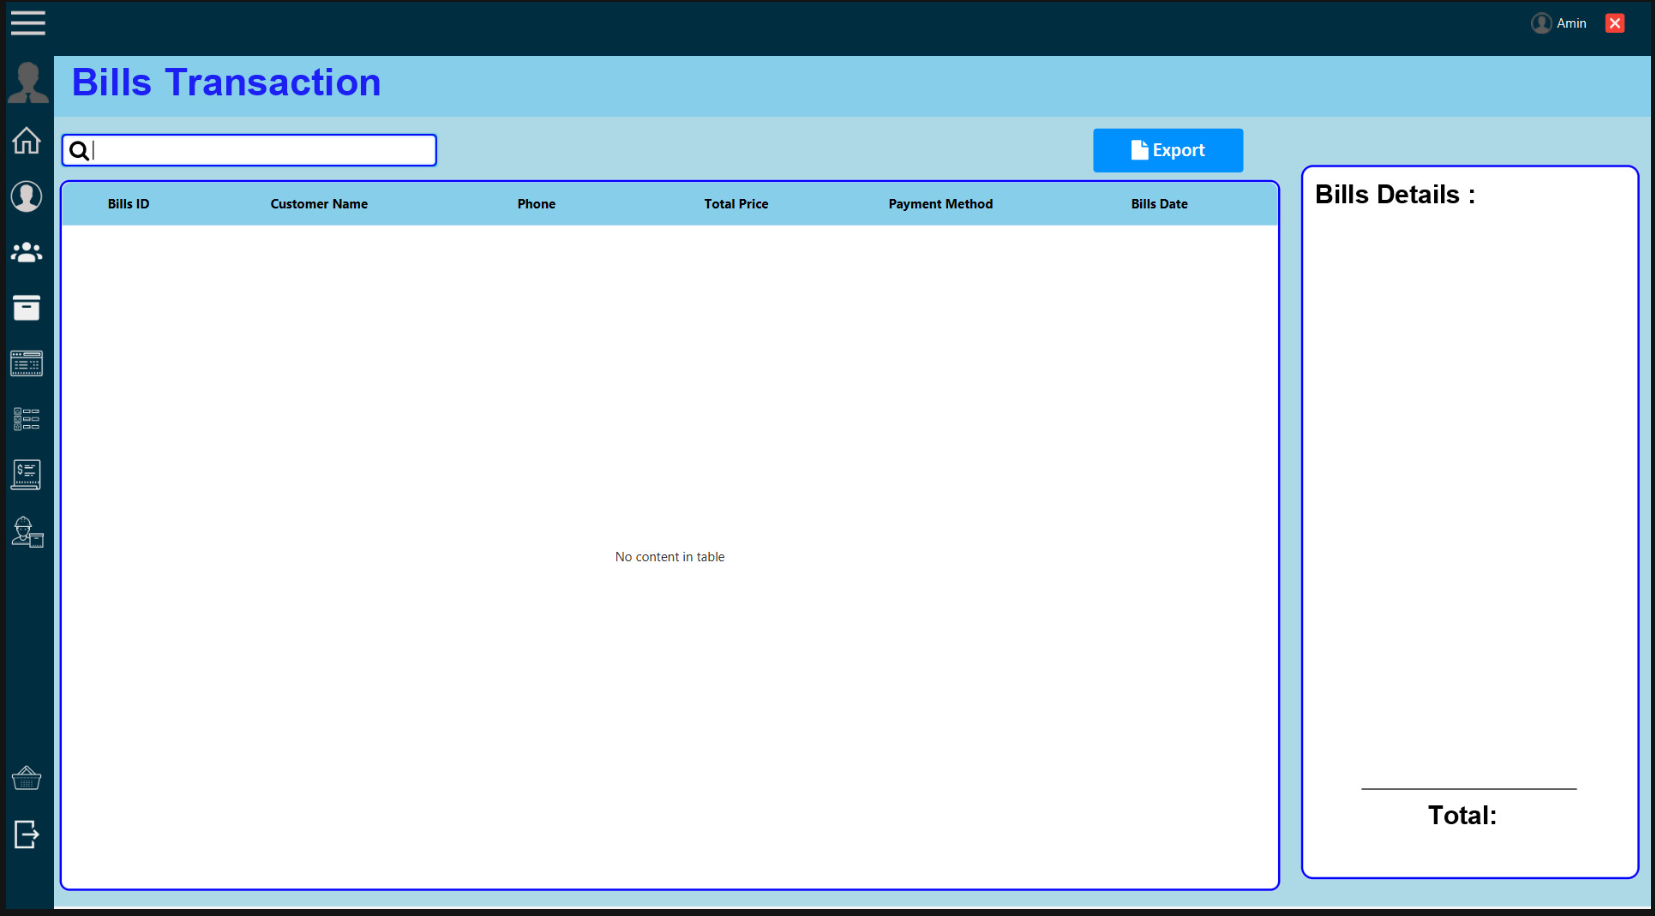 Amin
Bills Transaction
Export
Bills ID Customer Name Phone Total Price Payment Method Bills Date
No content in table
Bills Details :
Total: